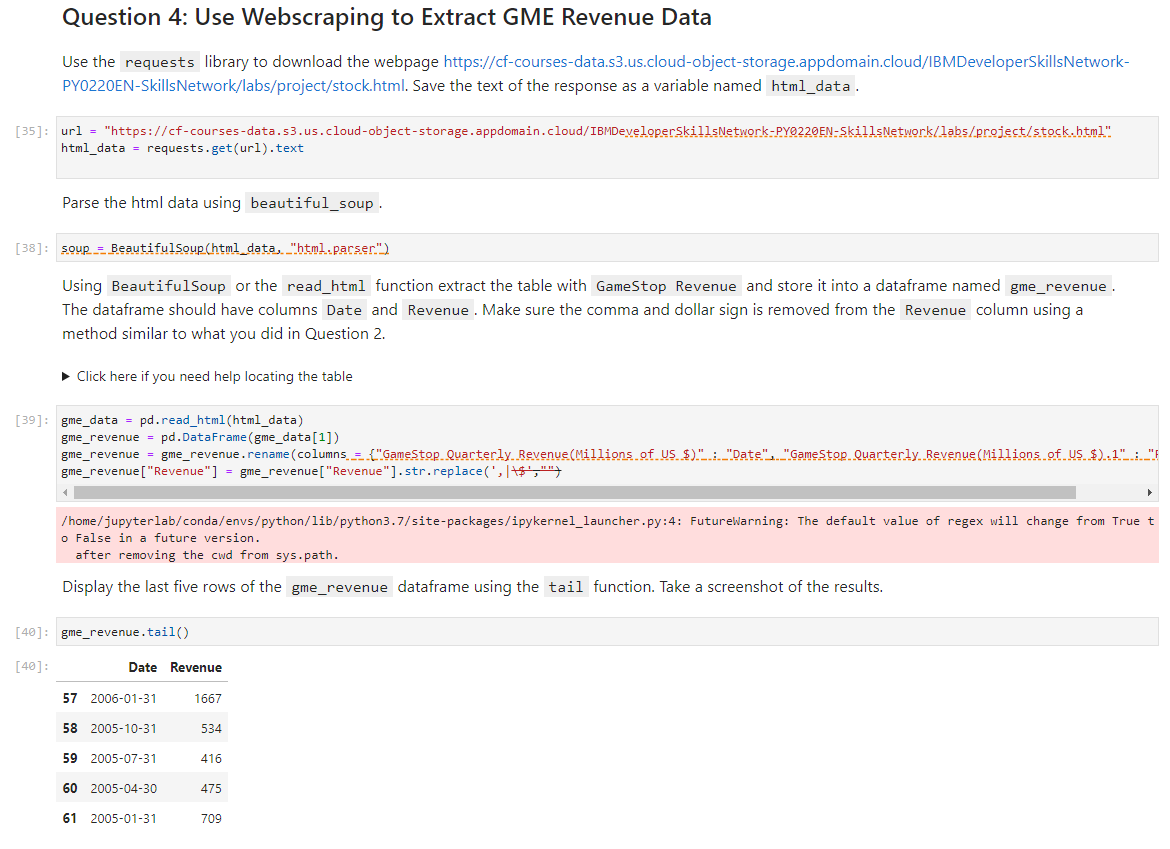 Question 4: Use Webscraping to Extract GME Revenue Data
Use the requests library to download the webpage https://cf-courses-data.s3.us.cloud-object-storage.appdomain.cloud/IBMDeveloperSkillsNetwork-
PY0220EN-SkillsNetwork/labs/project/stock.html. Save the text of the response as a variable named html_data.
[35]: url = "https://cf-courses-data.s3.us.cloud-object-storage.appdomain.cloud/IBMDeveloperSkillsNetwork-PY0220EN-SkillsNetwork/labs/project/stock.html"
html_data = requests.get(url).text
Parse the html data using beautiful_soup.
[38]: soup = BeautifulSoup(html_data, "html.parser")
Using BeautifulSoup or the read_html function extract the table with GameStop Revenue and store it into a dataframe named gme_revenue.
The dataframe should have columns Date and Revenue. Make sure the comma and dollar sign is removed from the Revenue column using a
method similar to what you did in Question 2.
Click here if you need help locating the table
[39]: gme_data = pd.read_html(html_data)
gme_revenue = pd.DataFrame(gme_data[1])
gme_revenue = gme_revenue.rename(columns = {"GameStop Quarterly Revenue(Millions of US $)" : "Date", "GameStop Quarterly Revenue(Millions of US $).1" :
gme_revenue["Revenue"] = gme_revenue["Revenue"].str.replace(',|\$',"")
/home/jupyterlab/conda/envs/python/lib/python3.7/site-packages/ipykernel_launcher.py:4: FutureWarning: The default value of regex will change from True t
o False in a future version.
after removing the cwd from sys.path.
Display the last five rows of the gme_revenue dataframe using the tail function. Take a screenshot of the results.
[40]: gme_revenue.tail()
[40]: Date Revenue
57 2006-01-31 1667
58 2005-10-31 534
59 2005-07-31 416
60 2005-04-30 475
61 2005-01-31 709